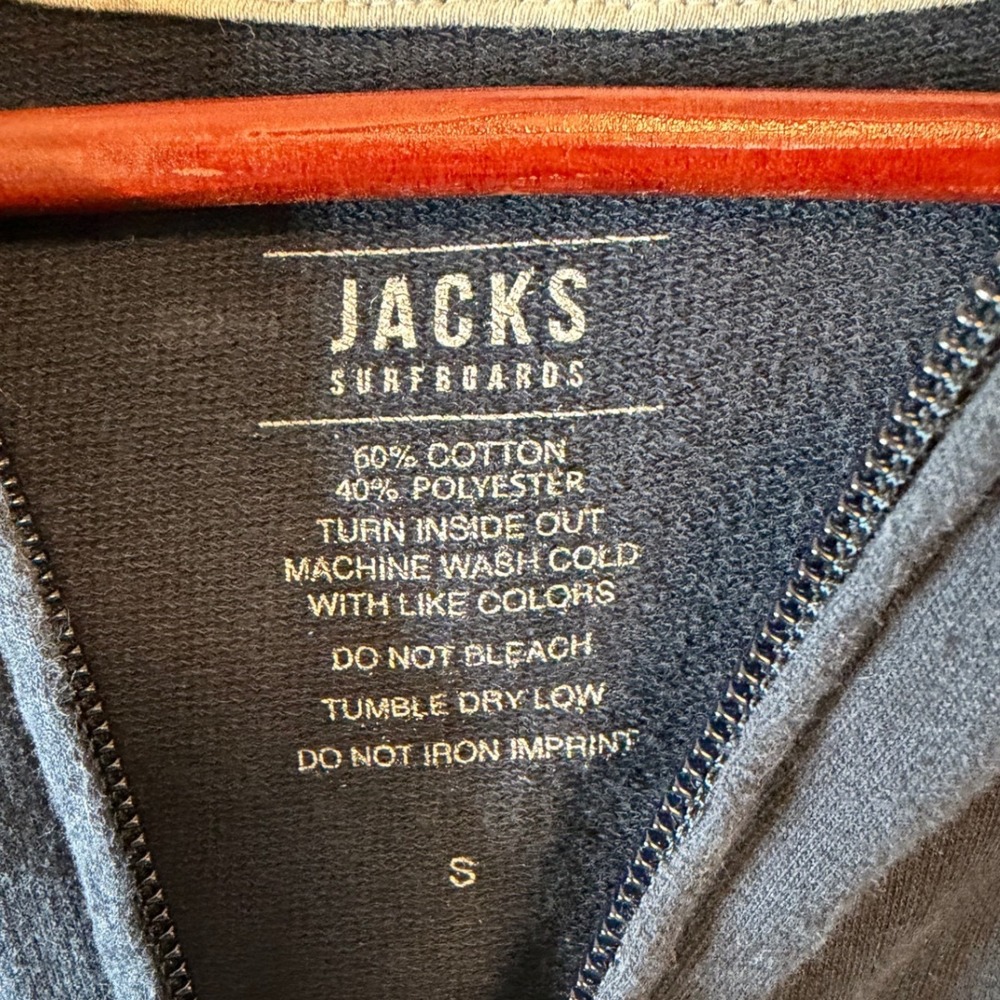 JACKS
SURFBOARDS
60% COTTON
40% POLYESTER
TURN INSIDE OUT
MACHINE WASH COLD
WITH LIKE COLORS
DO NOT BLEACH
TUMBLE DRY LOW
DO NOT IRON IMPRINT
S